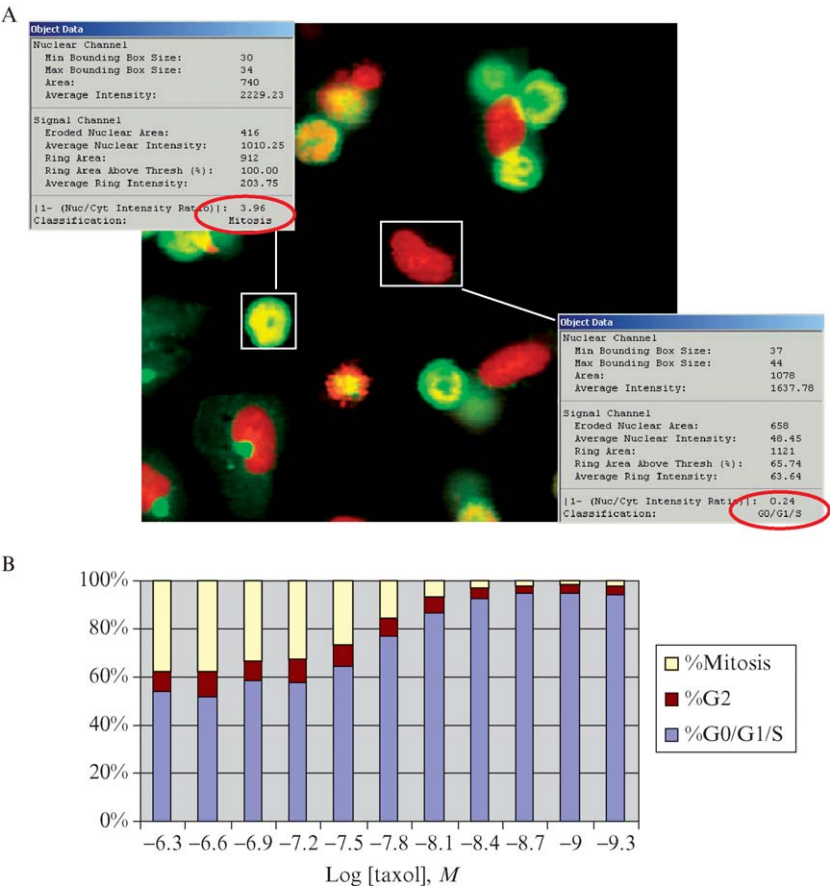 A
Object Data
Nuclear Channel
Min Bounding Box Size: 30
Max Bounding Box Size: 34
Area: 740
Average Intensity: 2229.23
Signal Channel
Eroded Nuclear Area: 416
Average Nuclear Intensity: 1010.25
Ring Area: 912
Ring Area Above Thresh (%): 100.00
Average Ring Intensity: 203.75
|1- (Nuc/Cyt Intensity Ratio)|: 3.96
Classification: Mitosis
Object Data
Nuclear Channel
Min Bounding Box Size: 37
Max Bounding Box Size: 44
Area: 1078
Average Intensity: 1637.78
Signal Channel
Eroded Nuclear Area: 658
Average Nuclear Intensity: 48.45
Ring Area: 1121
Ring Area Above Thresh (%): 65.74
Average Ring Intensity: 63.64
|1- (Nuc/Cyt Intensity Ratio)|: 0.24
Classification: G0/G1/S
B
100%
80%
60%
40%
20%
0%
%Mitosis
%G2
%G0/G1/S
−6.3 −6.6 −6.9 −7.2 −7.5 −7.8 −8.1 −8.4 −8.7 −9 −9.3
Log [taxol], M